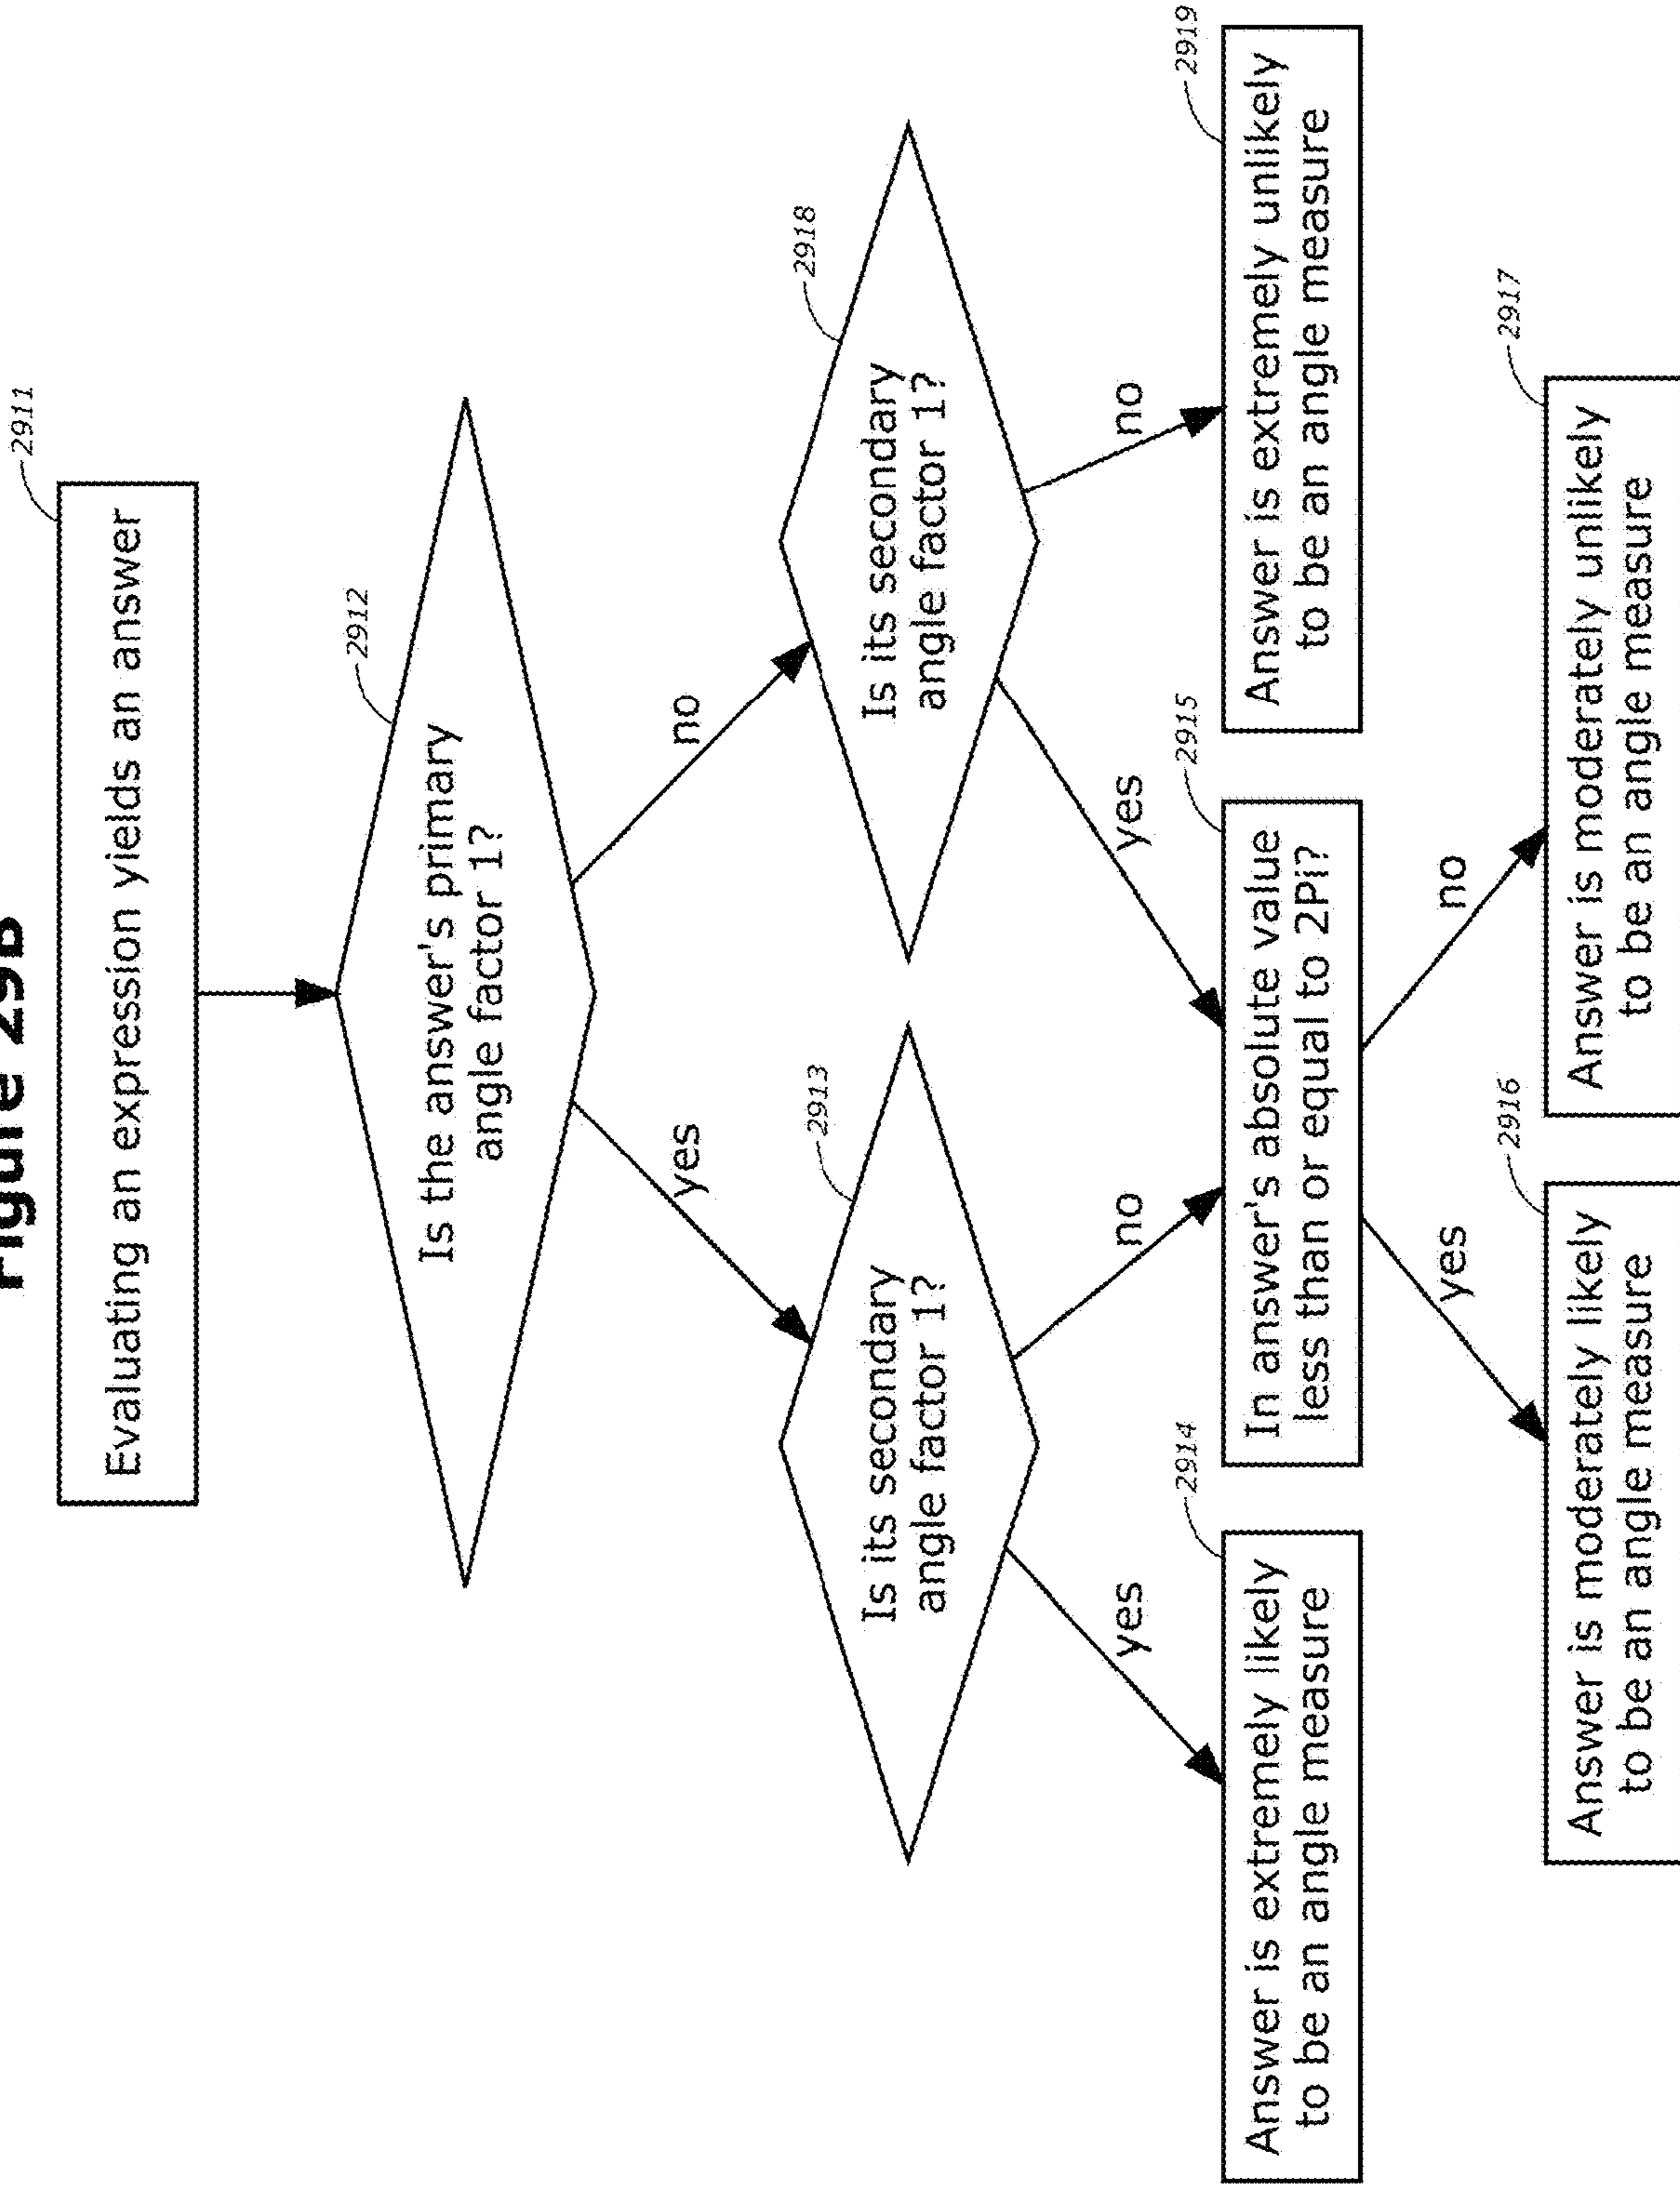 Figure 29B
2911
Evaluating an expression yields an answer
2912
Is the answer's primary
angle factor 1?
yes
no
2913
Is its secondary
angle factor 1?
2918
Is its secondary
angle factor 1?
yes
no
yes
no
2914
Answer is extremely likely
to be an angle measure
2915
In answer's absolute value
less than or equal to 2Pi?
2919
Answer is extremely unlikely
to be an angle measure
yes
no
2916
Answer is moderately likely
to be an angle measure
2917
Answer is moderately unlikely
to be an angle measure